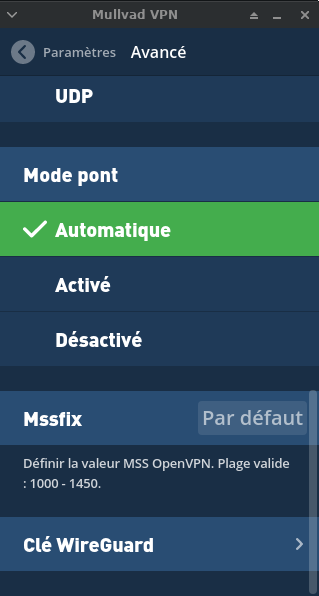 Mullvad VPN
Paramètres Avancé
UDP
Mode pont
Automatique
Activé
Désactivé
Mssfix Par défaut
Définir la valeur MSS OpenVPN. Plage valide
: 1000 - 1450.
Clé WireGuard